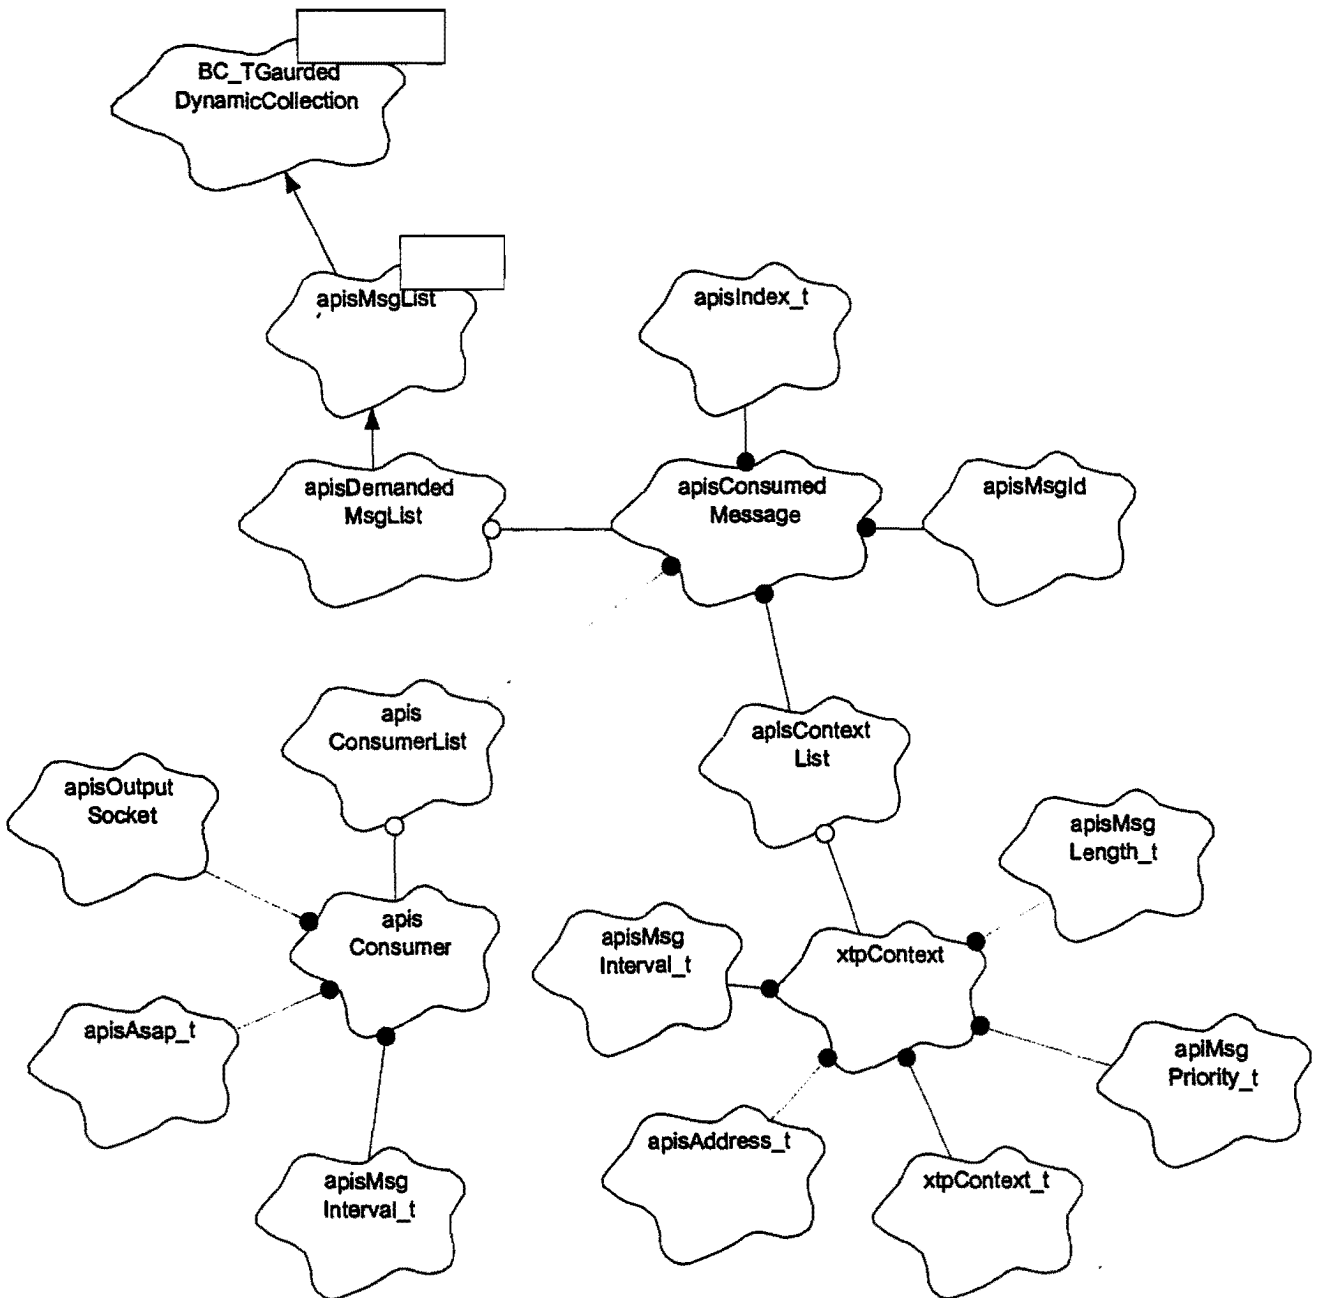 BC_TGaurded
DynamicCollection
apisMsgList
apisIndex_t
apisDemanded
MsgList
apisConsumed
Message
apisMsgId
apis
ConsumerList
apisContext
List
apisOutput
Socket
apisMsg
Length_t
apis
Consumer
apisMsg
Interval_t
xtpContext
apisAsap_t
apiMsg
Priority_t
apisMsg
Interval_t
apisAddress_t
xtpContext_t